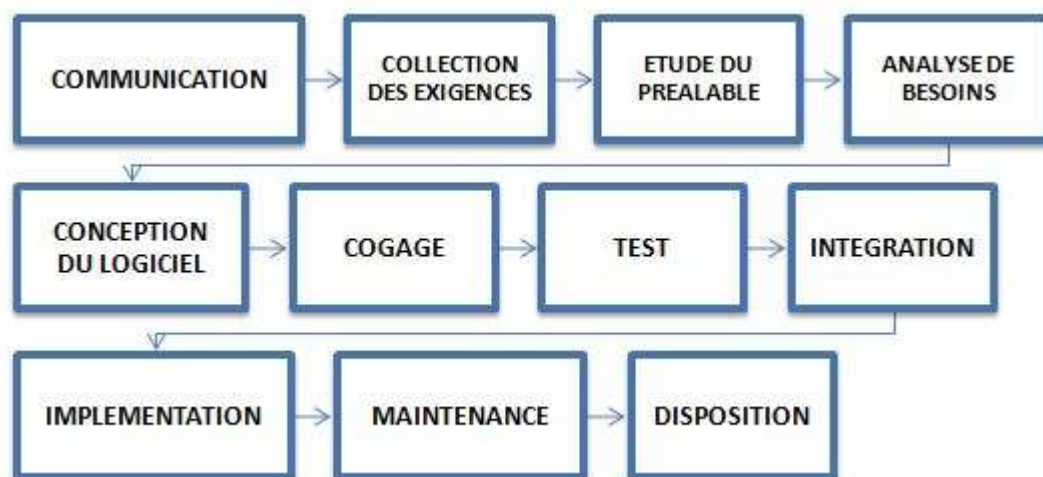 COMMUNICATION
COLLECTION
DES EXIGENCES
ETUDE DU
PREALABLE
ANALYSE DE
BESOINS
CONCEPTION
DU LOGICIEL
COGAGE
TEST
INTEGRATION
IMPLEMENTATION
MAINTENANCE
DISPOSITION